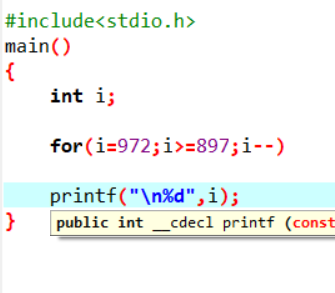 #include<stdio.h>
main()
{
int i;
for(i=972;i>=897;i--)
printf("\n%d",i);
}
public int __cdecl printf (const